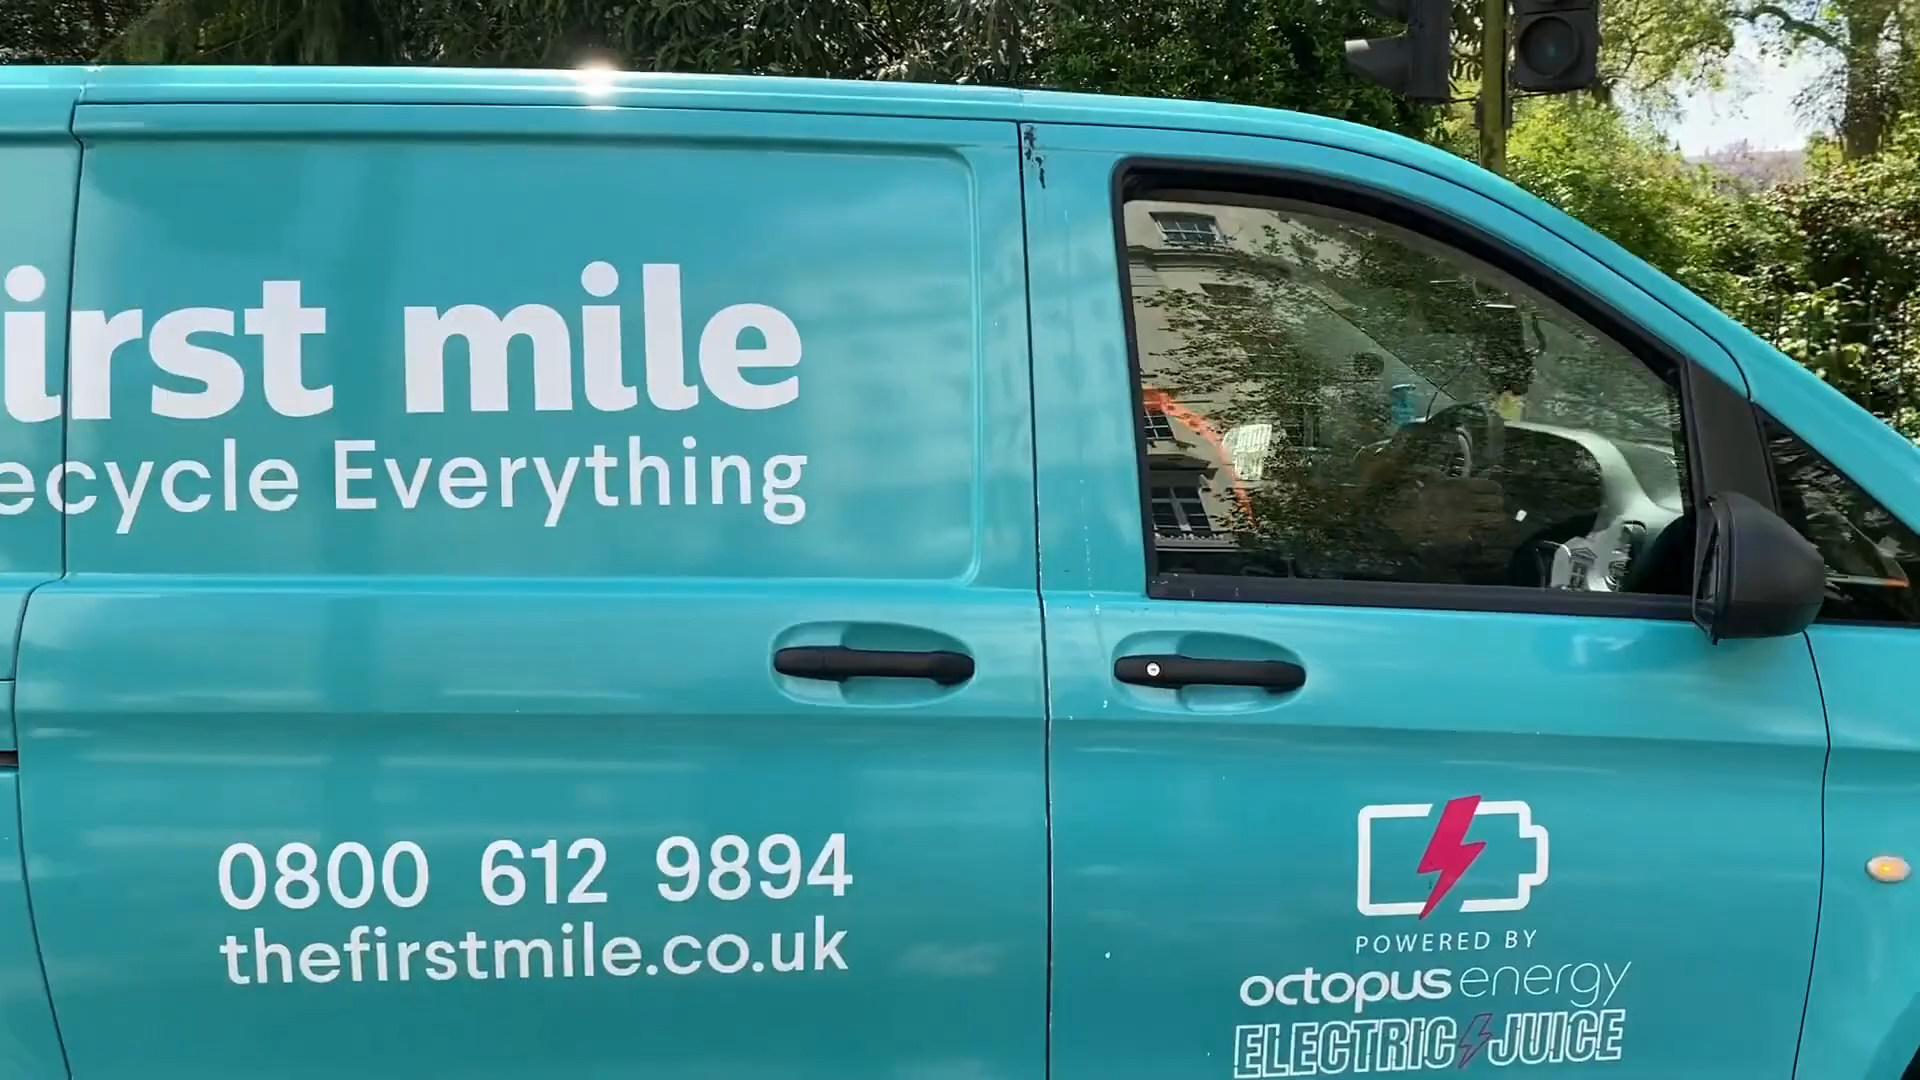 irst mile
ecycle Everything
0800 612 9894
thefirstmile.co.uk
POWERED BY
octopus energy
ELECTRIC JUICE